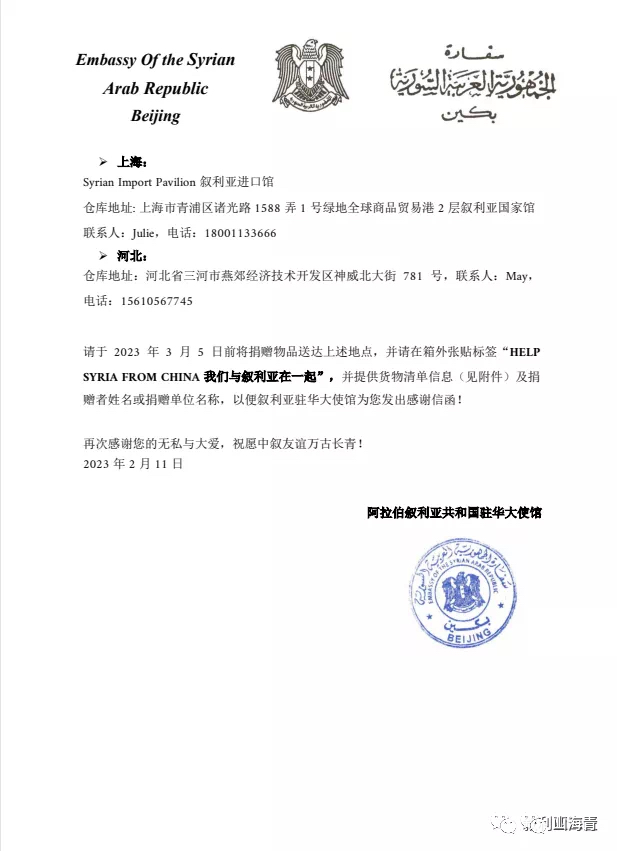 Embassy Of the Syrian
Arab Republic
Beijing
سفارة
الجمهورية العربية السورية
بكين
➢ 上海：
Syrian Import Pavilion 叙利亚进口馆
仓库地址: 上海市青浦区诸光路 1588 弄 1 号绿地全球商品贸易港 2 层叙利亚国家馆
联系人：Julie，电话：18001133666
➢ 河北：
仓库地址：河北省三河市燕郊经济技术开发区神威北大街 781 号，联系人：May，
电话：15610567745
请于 2023 年 3 月 5 日前将捐赠物品送达上述地点，并请在箱外张贴标签“HELP
SYRIA FROM CHINA 我们与叙利亚在一起”，并提供货物清单信息（见附件）及捐
赠者姓名或捐赠单位名称，以便叙利亚驻华大使馆为您发出感谢信函！
再次感谢您的无私与大爱，祝愿中叙友谊万古长青！
2023 年 2 月 11 日
阿拉伯叙利亚共和国驻华大使馆
سفارة الجمهورية العربية السورية
EMBASSY OF THE SYRIAN ARAB REPUBLIC
بكين
BEIJING